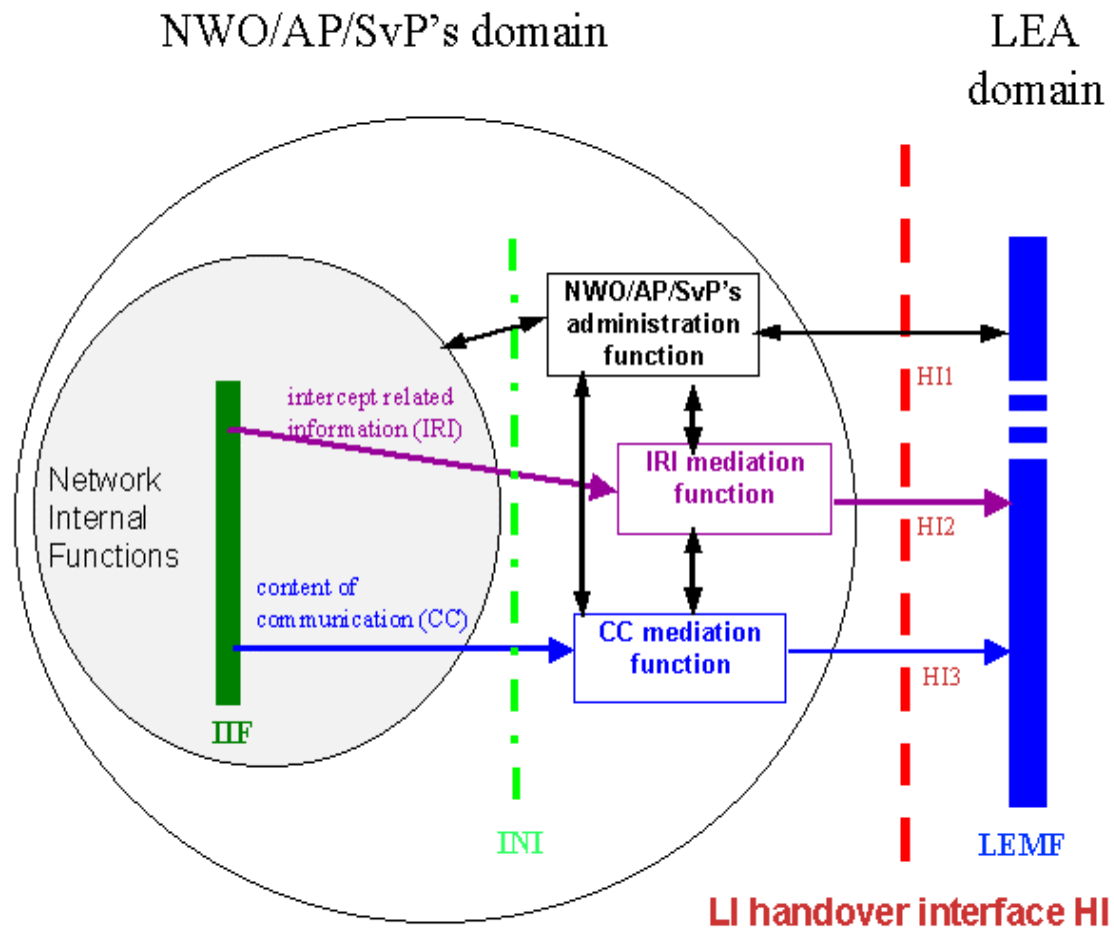 NWO/AP/SvP's domain
LEA
domain
NWO/AP/SvP's
administration
function
HI1
intercept related
information (IRI)
IRI mediation
function
Network
Internal
Functions
HI2
content of
communication (CC)
CC mediation
function
HI3
IIF
INI
LEMF
LI handover interface HI